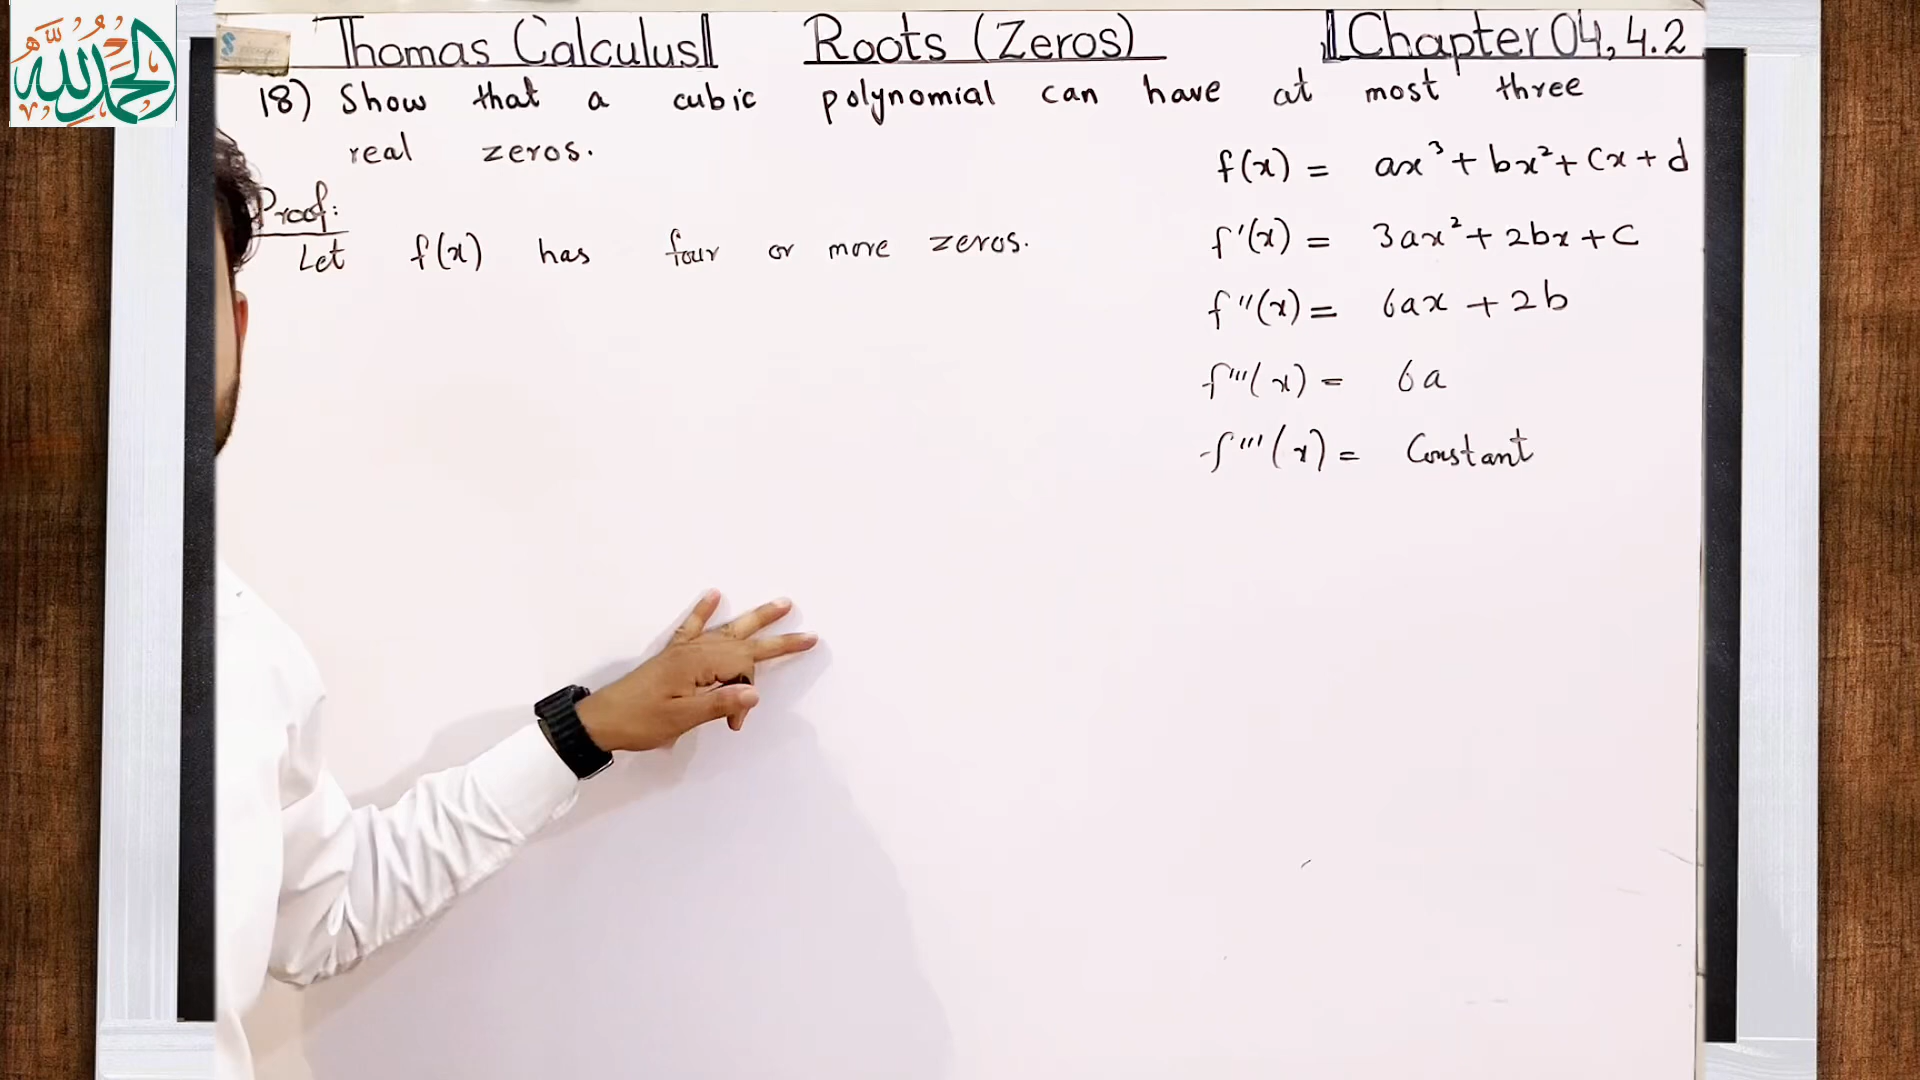 الحمد لله
Thomas Calculus Roots (Zeros) Chapter 04, 4.2
18) Show that a cubic polynomial can have at most three
real zeros.
Proof:
Let f(x) has four or more zeros.
f(x) = ax³ + bx² + cx + d
f'(x) = 3ax² + 2bx + c
f''(x) = 6ax + 2b
f'''(x) = 6a
f'''(x) = Constant